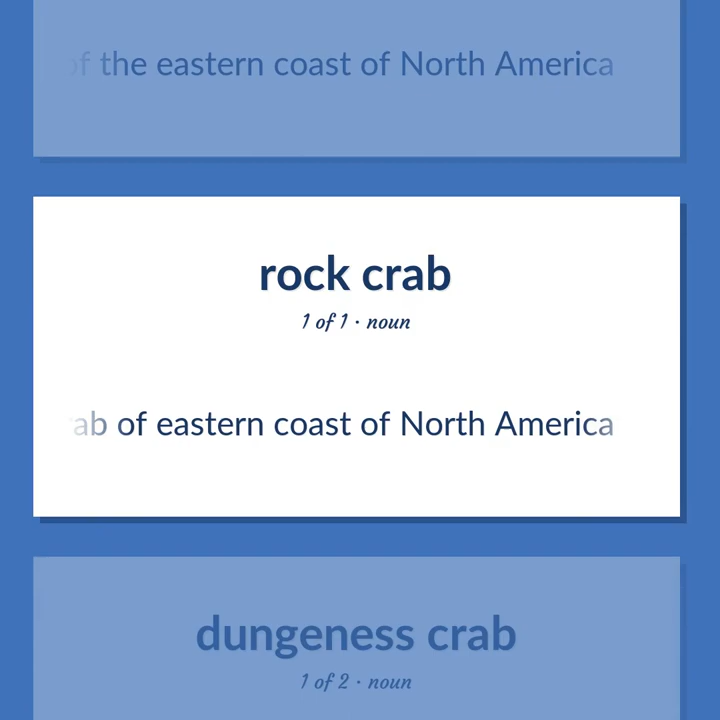 of the eastern coast of North America
rock crab
1 of 1 · noun
of eastern coast of North America
dungeness crab
1 of 2 · noun